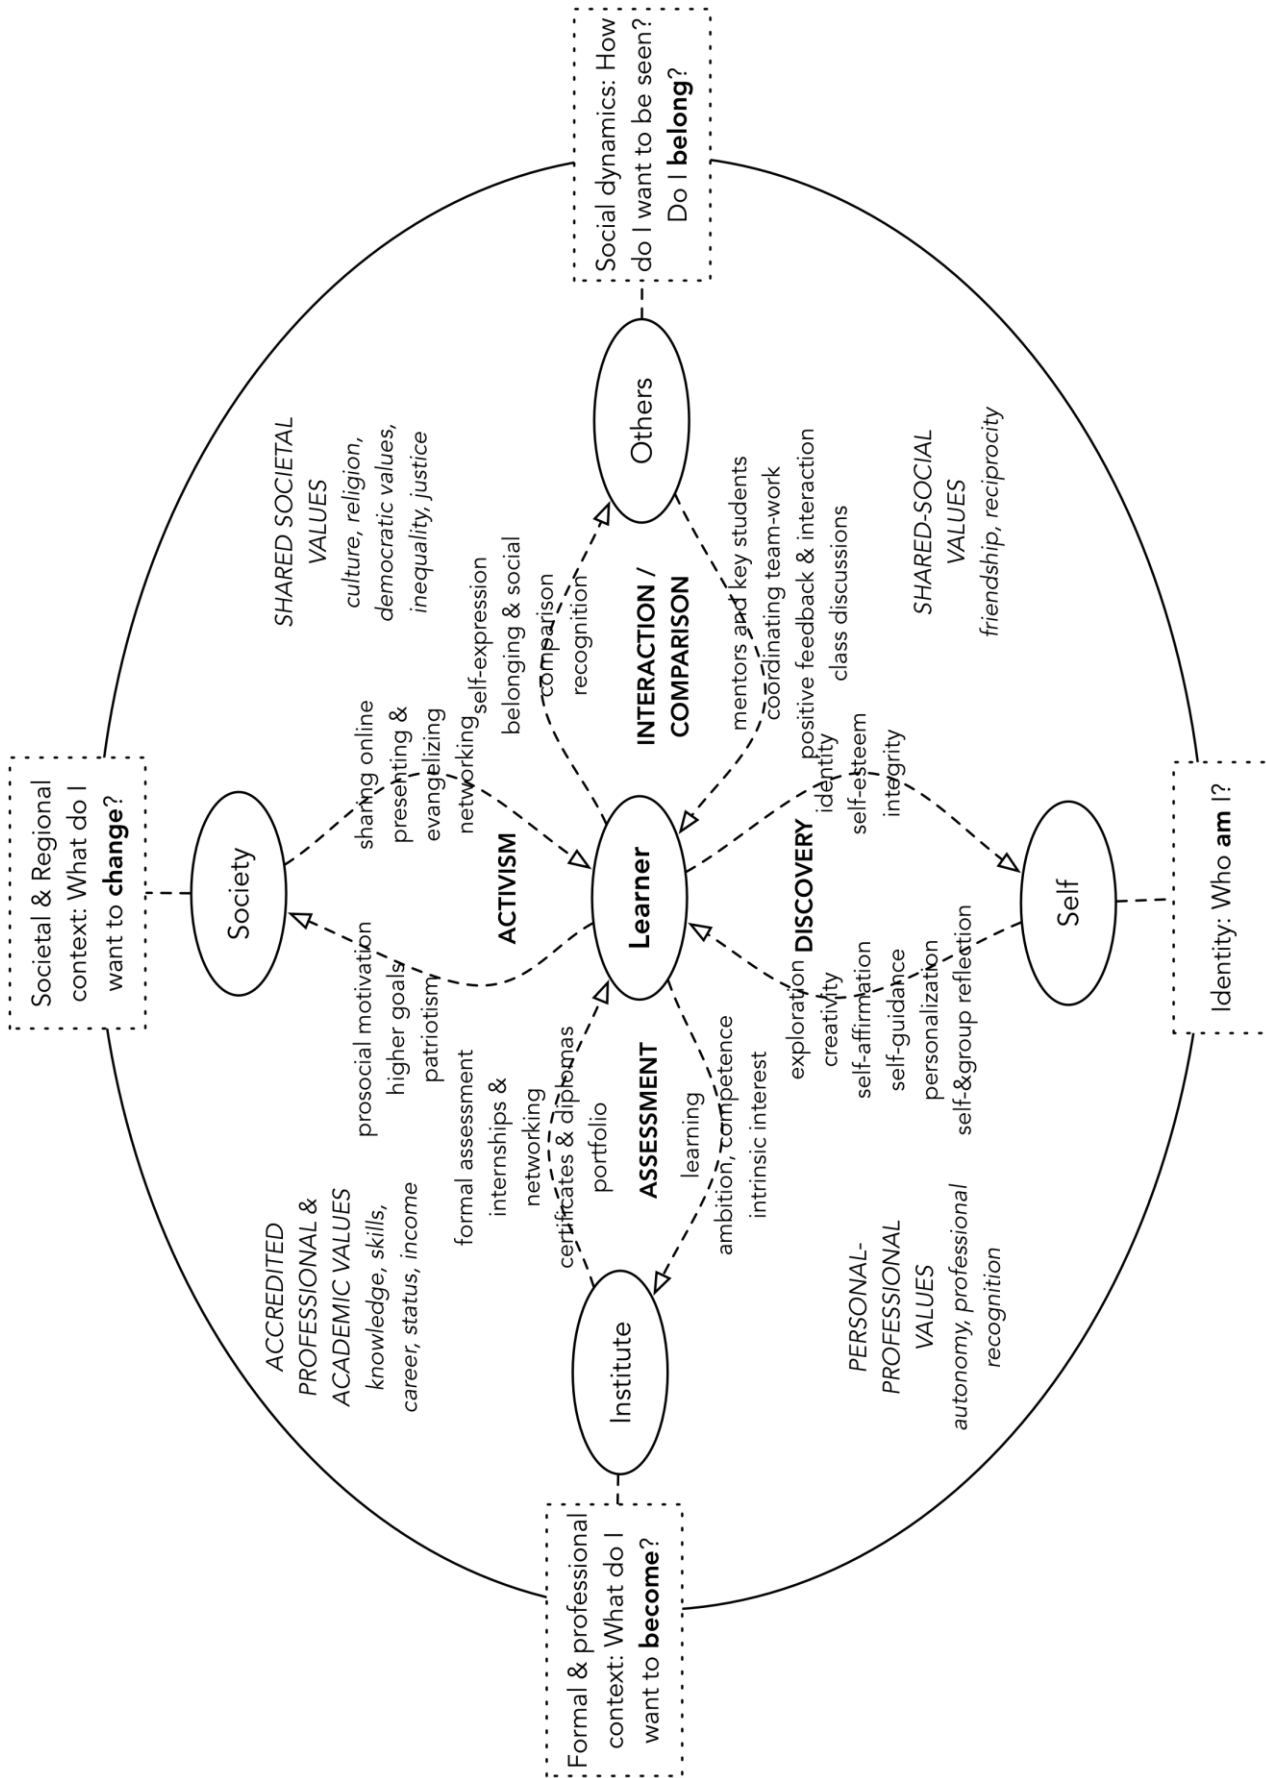 Societal & Regional
context: What do I
want to change?
Society
ACCREDITED
PROFESSIONAL &
ACADEMIC VALUES
knowledge, skills,
career, status, income
SHARED SOCIETAL
VALUES
culture, religion,
democratic values,
inequality, justice
prosocial motivation
higher goals
patriotism
sharing online
presenting &
evangelizing
networking
ACTIVISM
formal assessment
internships &
networking
certificates & diplomas
portfolio
ASSESSMENT
learning
ambition, competence
intrinsic interest
self-expression
belonging & social
comparison
recognition
INTERACTION /
COMPARISON
mentors and key students
coordinating team-work
positive feedback & interaction
class discussions
Formal & professional
context: What do I
want to become?
Institute
Learner
Others
Social dynamics: How
do I want to be seen?
Do I belong?
DISCOVERY
exploration
creativity
self-affirmation
self-guidance
personalization
self-&group reflection
identity
self-esteem
integrity
PERSONAL-
PROFESSIONAL
VALUES
autonomy, professional
recognition
SHARED-SOCIAL
VALUES
friendship, reciprocity
Self
Identity: Who am I?